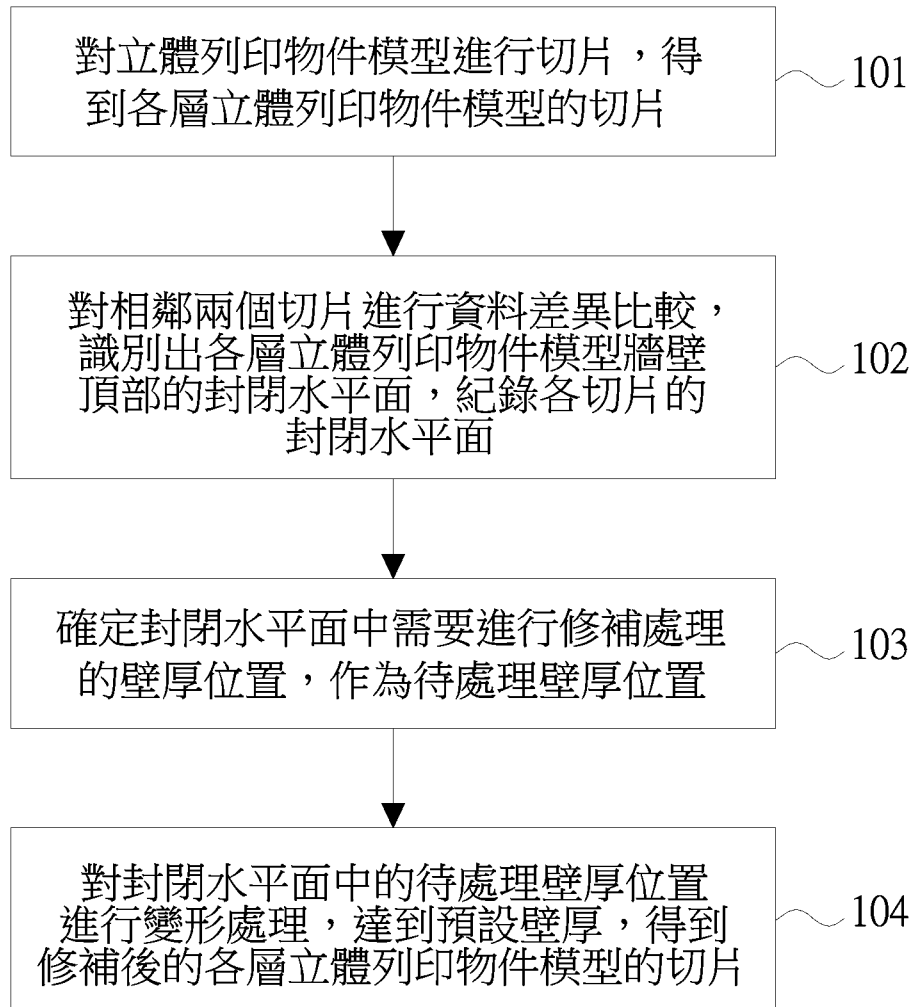 對立體列印物件模型進行切片，得
到各層立體列印物件模型的切片
101
對相鄰兩個切片進行資料差異比較，
識別出各層立體列印物件模型牆壁
頂部的封閉水平面，紀錄各切片的
封閉水平面
102
確定封閉水平面中需要進行修補處理
的壁厚位置，作為待處理壁厚位置
103
對封閉水平面中的待處理壁厚位置
進行變形處理，達到預設壁厚，得到
修補後的各層立體列印物件模型的切片
104